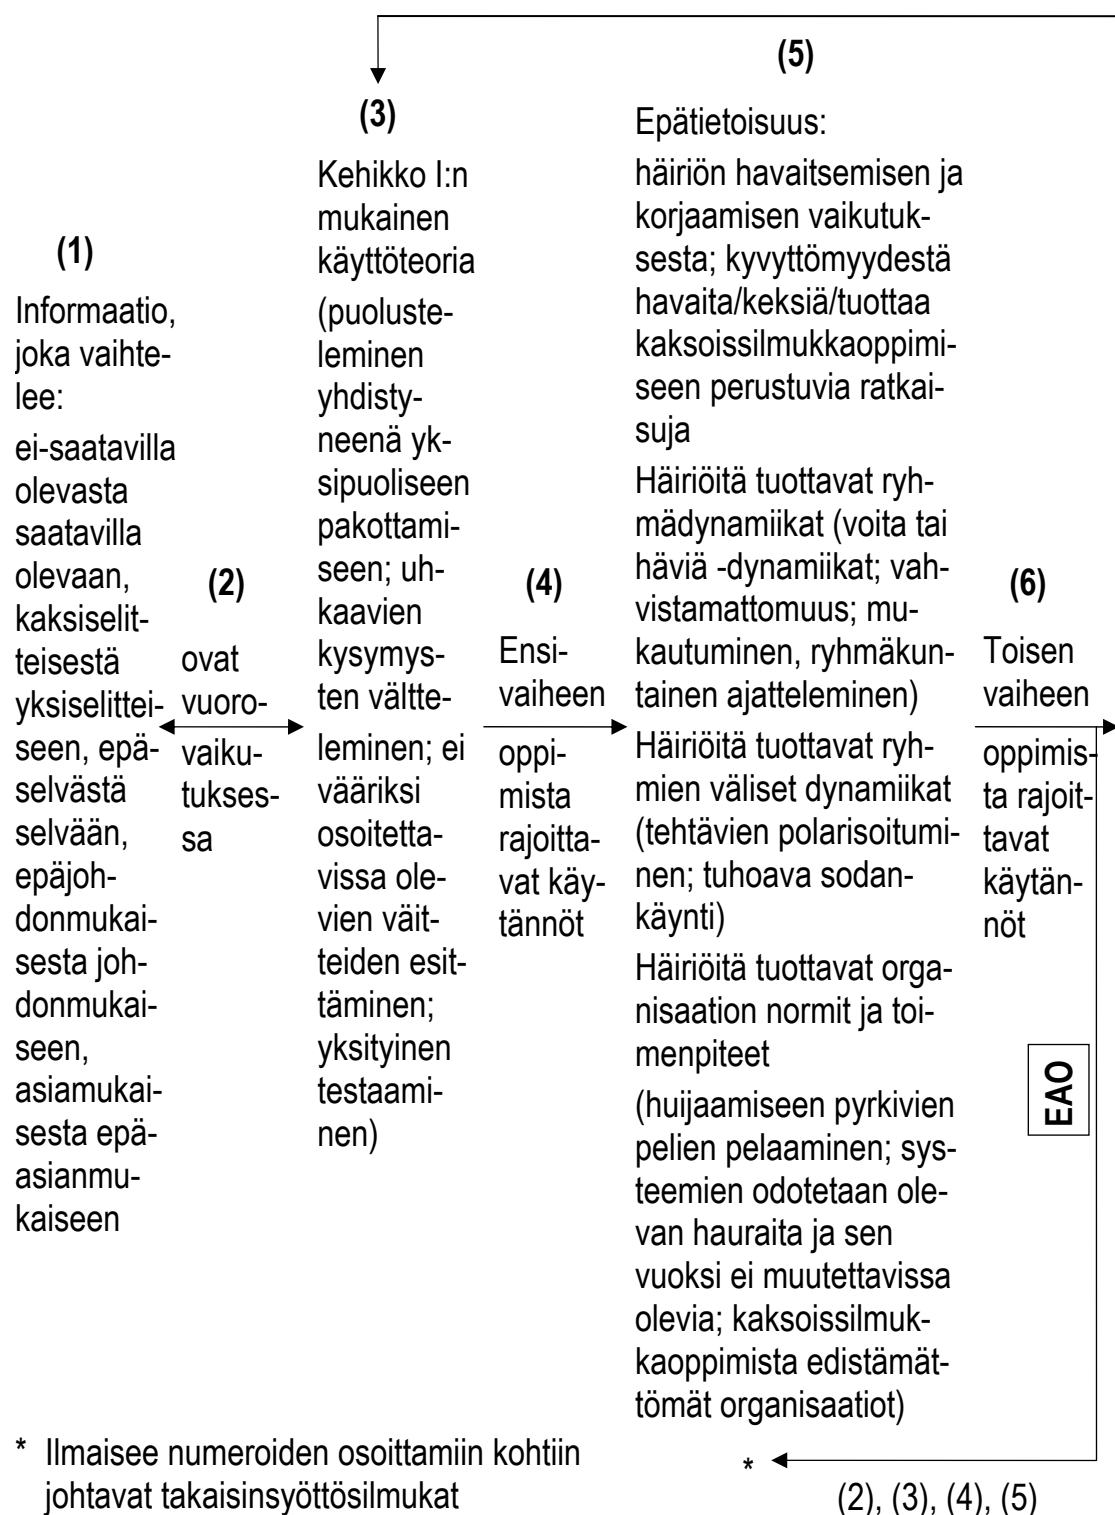 (1)
Informaatio,
joka vaihte-
lee:
ei-saatavilla
olevasta
saatavilla
olevaan,
kaksiselit-
teisestä
yksiselittei-
seen, epä-
selvästä
selvään,
epäjoh-
donmukai-
sesta joh-
donmukai-
seen,
asiamukai-
sesta epä-
asianmu-
kaiseen
(2)
ovat
vuoro-
vaiku-
tukses-
sa
(3)
Kehikko I:n
mukainen
käyttöteoria
(puoluste-
leminen
yhdisty-
neenä yk-
sipuoliseen
pakottami-
seen; uh-
kaavien
kysymys-
ten vältte-
leminen; ei
vääriksi
osoitetta-
vissa ole-
vien väit-
teiden esit-
täminen;
yksityinen
testaami-
nen)
(4)
Ensi-
vaiheen
oppi-
mista
rajoitta-
vat käy-
tännöt
(5)
Epätietoisuus:
häiriön havaitsemisen ja
korjaamisen vaikutuk-
sesta; kyvyttömyydestä
havaita/keksiä/tuottaa
kaksoissilmukkaoppimi-
seen perustuvia ratkai-
suja
Häiriöitä tuottavat ryh-
mädynamiikat (voita tai
häviä -dynamiikat; vah-
vistamattomuus; mu-
kautuminen, ryhmäkun-
tainen ajatteleminen)
Häiriöitä tuottavat ryh-
mien väliset dynamiikat
(tehtävien polarisoitumi-
nen; tuhoava sodan-
käynti)
Häiriöitä tuottavat orga-
nisaation normit ja toi-
menpiteet
(huijaamiseen pyrkivien
pelien pelaaminen; sys-
teemien odotetaan ole-
van hauraita ja sen
vuoksi ei muutettavissa
olevia; kaksoissilmuk-
kaoppimista edistämät-
tömät organisaatiot)
(6)
Toisen
vaiheen
oppimis-
ta rajoit-
tavat
käytän-
nöt
EAO
* Ilmaisee numeroiden osoittamiin kohtiin
johtavat takaisinsyöttösilmukat
*
(2), (3), (4), (5)